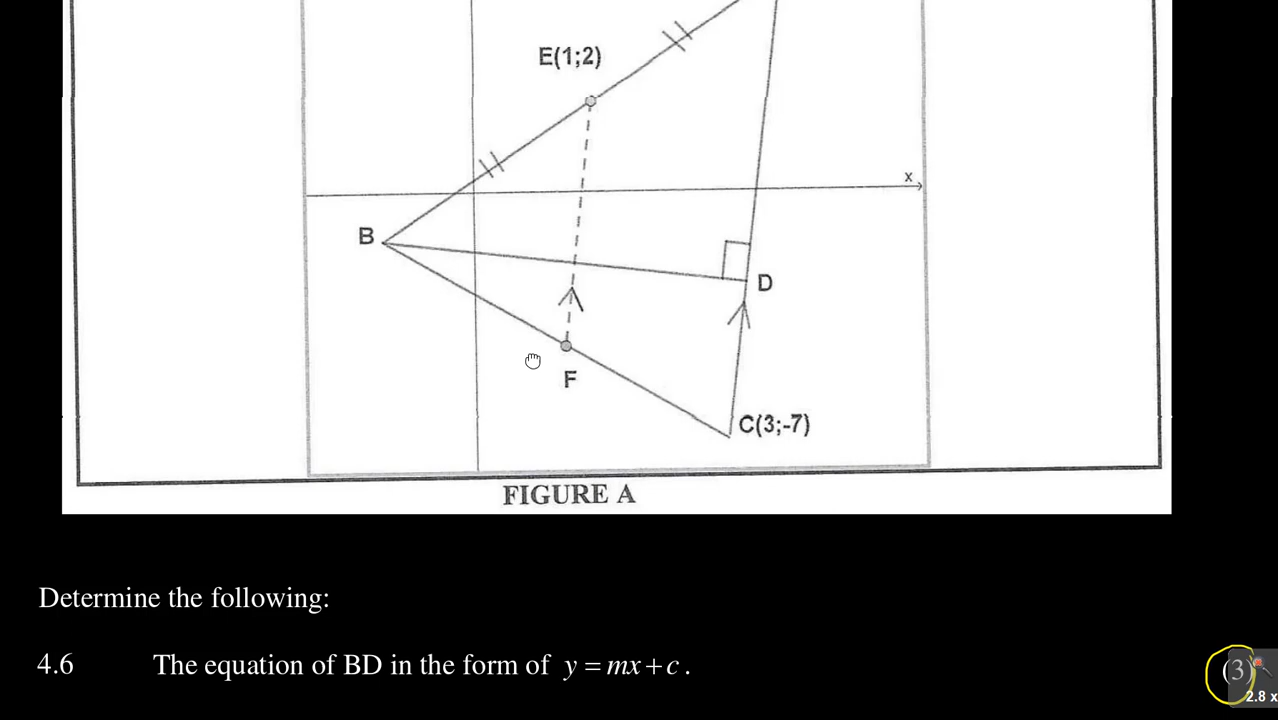 E(1;2)
x
B
D
F
C(3;-7)
FIGURE A
Determine the following:
4.6 The equation of BD in the form of y = mx + c .
(3)
2.8 x